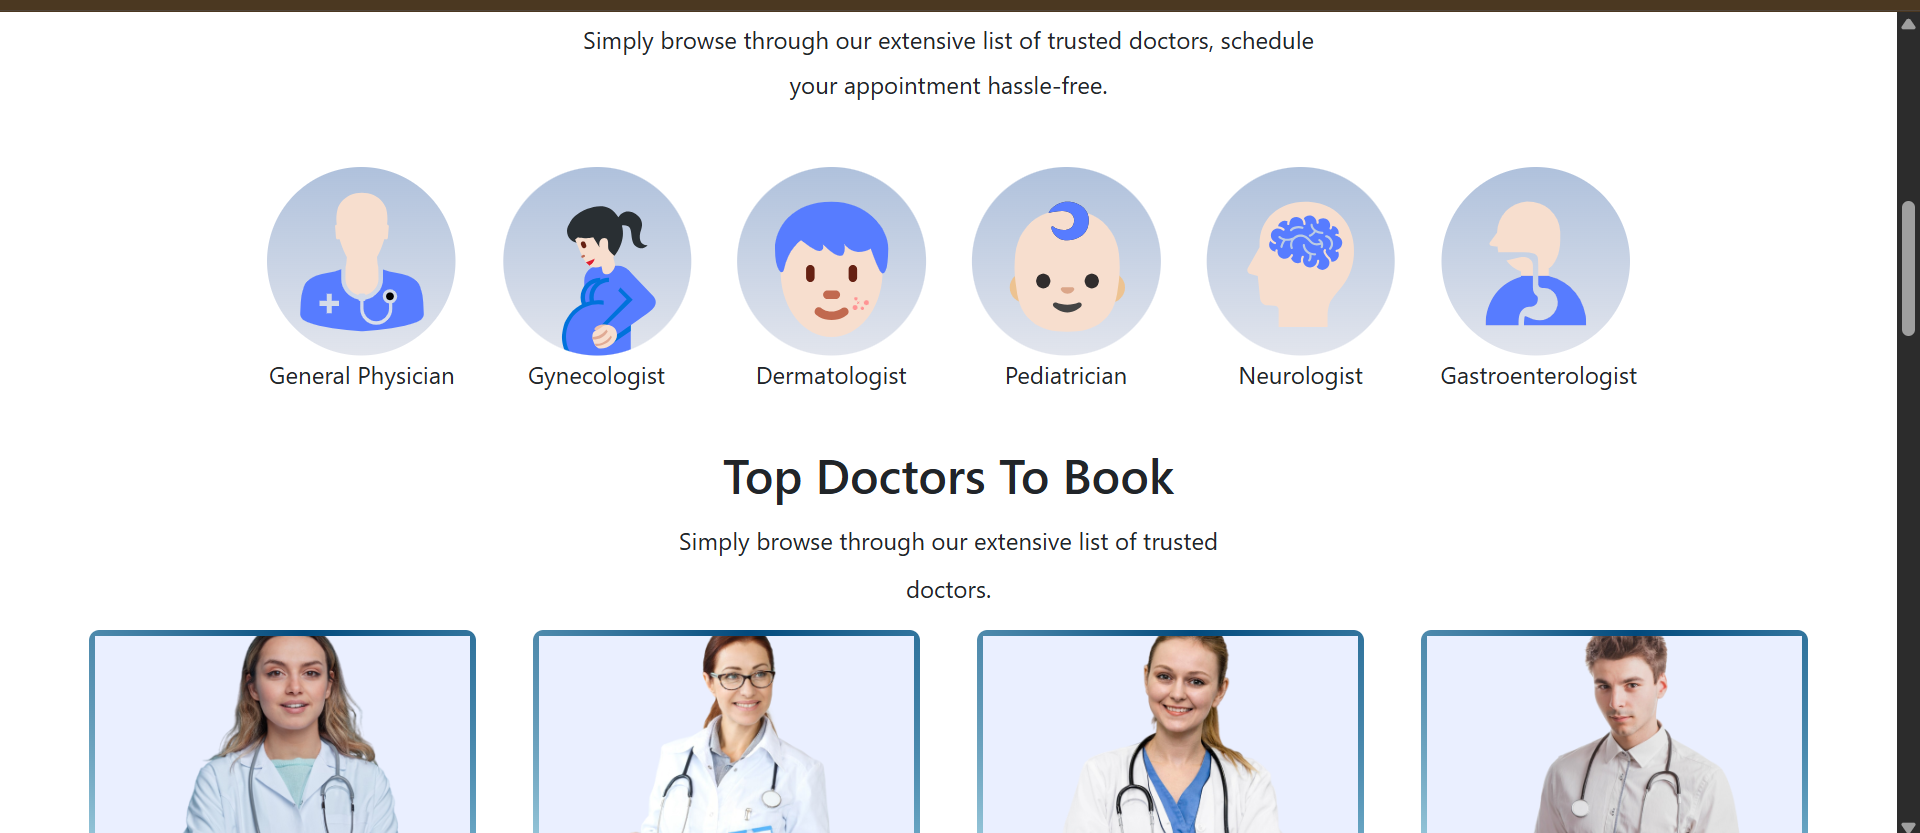 Simply browse through our extensive list of trusted doctors, schedule
your appointment hassle-free.
General Physician
Gynecologist
Dermatologist
Pediatrician
Neurologist
Gastroenterologist
Top Doctors To Book
Simply browse through our extensive list of trusted
doctors.